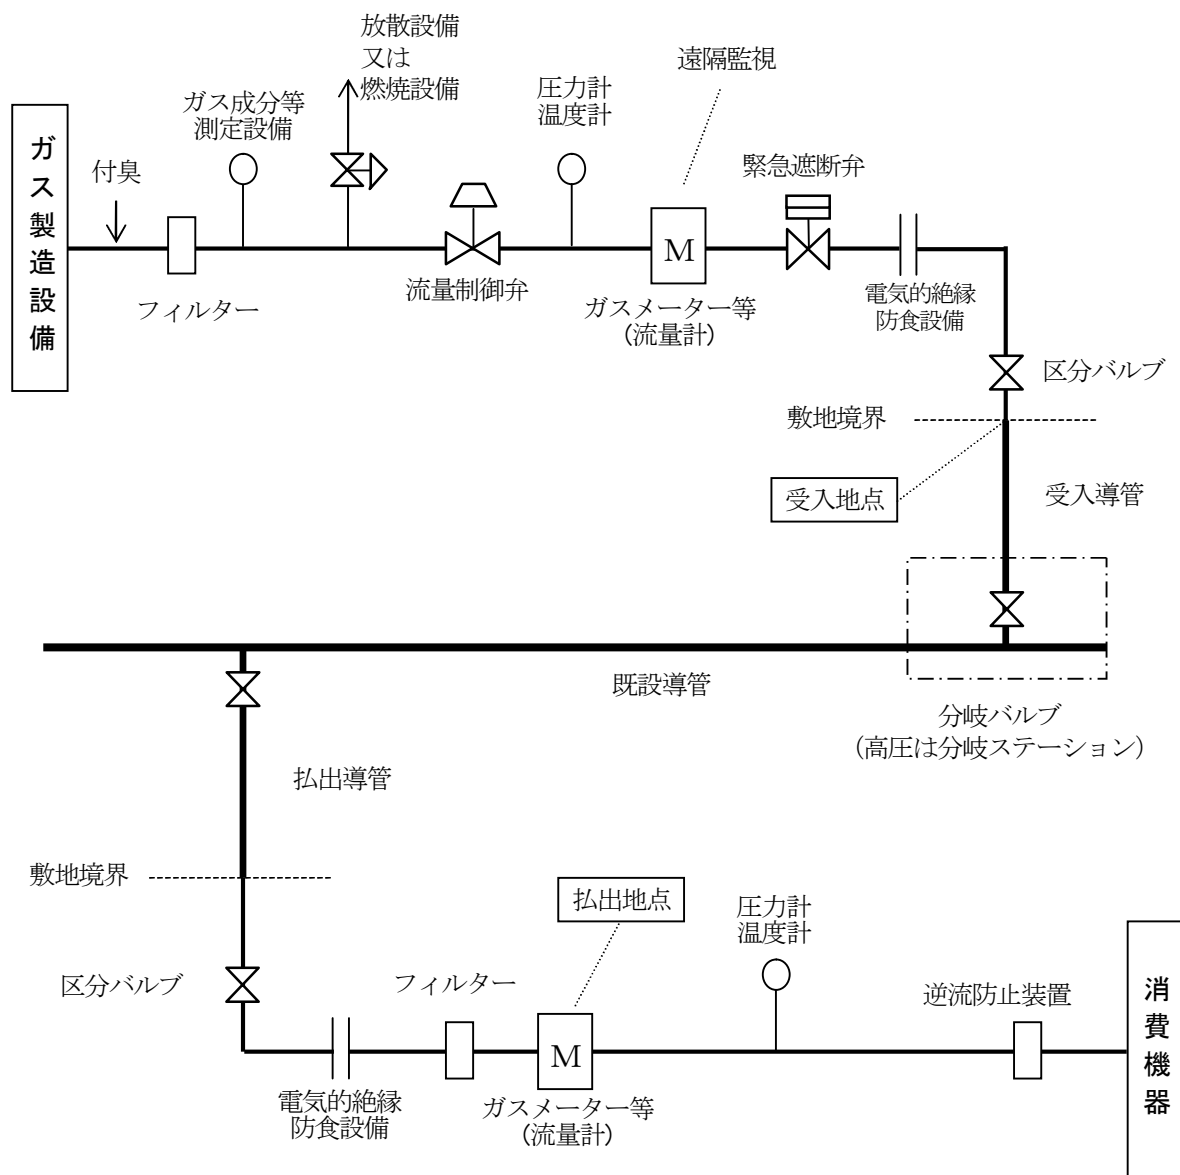 放散設備
又は
燃焼設備
遠隔監視
ガス成分等
測定設備
圧力計
温度計
ガス製造設備
付臭
緊急遮断弁
M
フィルター
流量制御弁
ガスメーター等
(流量計)
電気的絶縁
防食設備
区分バルブ
敷地境界
受入地点
受入導管
既設導管
分岐バルブ
(高圧は分岐ステーション)
払出導管
敷地境界
払出地点
圧力計
温度計
区分バルブ
フィルター
逆流防止装置
消費機器
M
電気的絶縁
防食設備
ガスメーター等
(流量計)